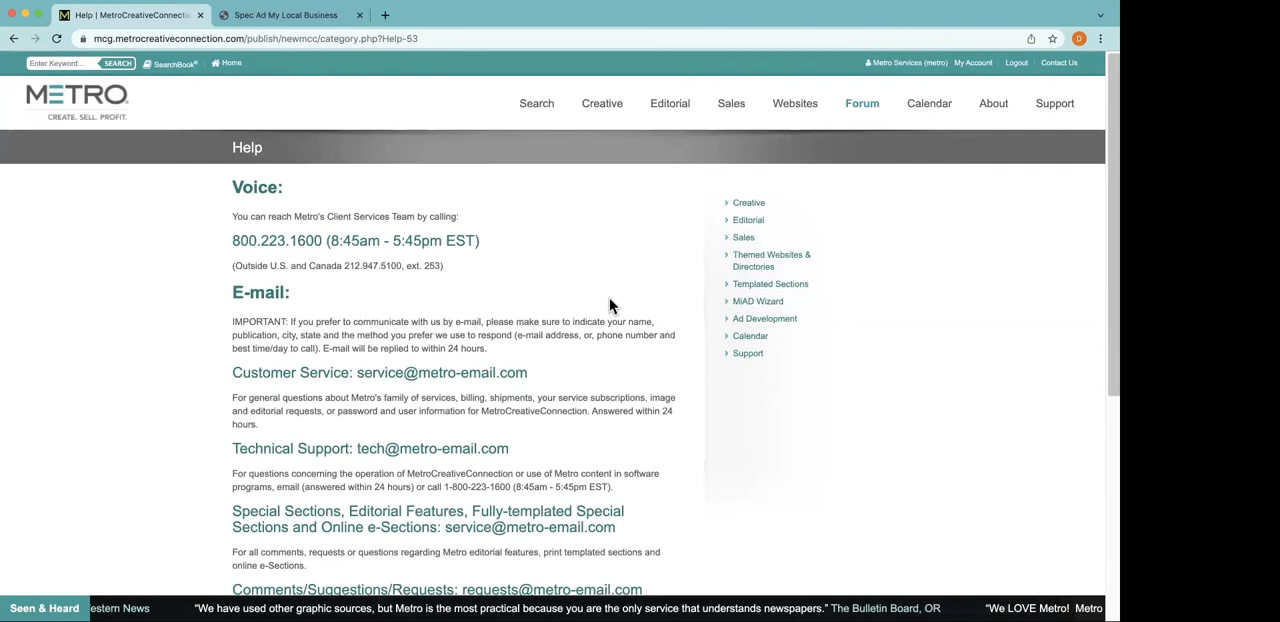 Help | MetroCreativeConnectio
Spec Ad My Local Business
mcg.metrocreativeconnection.com/publish/newmcc/category.php?Help-53
D
Enter Keyword... SEARCH SearchBook® Home
Metro Services (metro) My Account Logout Contact Us
METRO®
CREATE. SELL. PROFIT.
Search Creative Editorial Sales Websites Forum Calendar About Support
Help
Voice:
You can reach Metro's Client Services Team by calling:
800.223.1600 (8:45am - 5:45pm EST)
(Outside U.S. and Canada 212.947.5100, ext. 253)
E-mail:
IMPORTANT: If you prefer to communicate with us by e-mail, please make sure to indicate your name,
publication, city, state and the method you prefer we use to respond (e-mail address, or, phone number and
best time/day to call). E-mail will be replied to within 24 hours.
Customer Service: service@metro-email.com
For general questions about Metro's family of services, billing, shipments, your service subscriptions, image
and editorial requests, or password and user information for MetroCreativeConnection. Answered within 24
hours.
Technical Support: tech@metro-email.com
For questions concerning the operation of MetroCreativeConnection or use of Metro content in software
programs, email (answered within 24 hours) or call 1-800-223-1600 (8:45am - 5:45pm EST).
Special Sections, Editorial Features, Fully-templated Special
Sections and Online e-Sections: service@metro-email.com
For all comments, requests or questions regarding Metro editorial features, print templated sections and
online e-Sections.
Comments/Suggestions/Requests: requests@metro-email.com
Creative
Editorial
Sales
Themed Websites &
Directories
Templated Sections
MiAD Wizard
Ad Development
Calendar
Support
Seen & Heard estern News "We have used other graphic sources, but Metro is the most practical because you are the only service that understands newspapers." The Bulletin Board, OR "We LOVE Metro! Metro